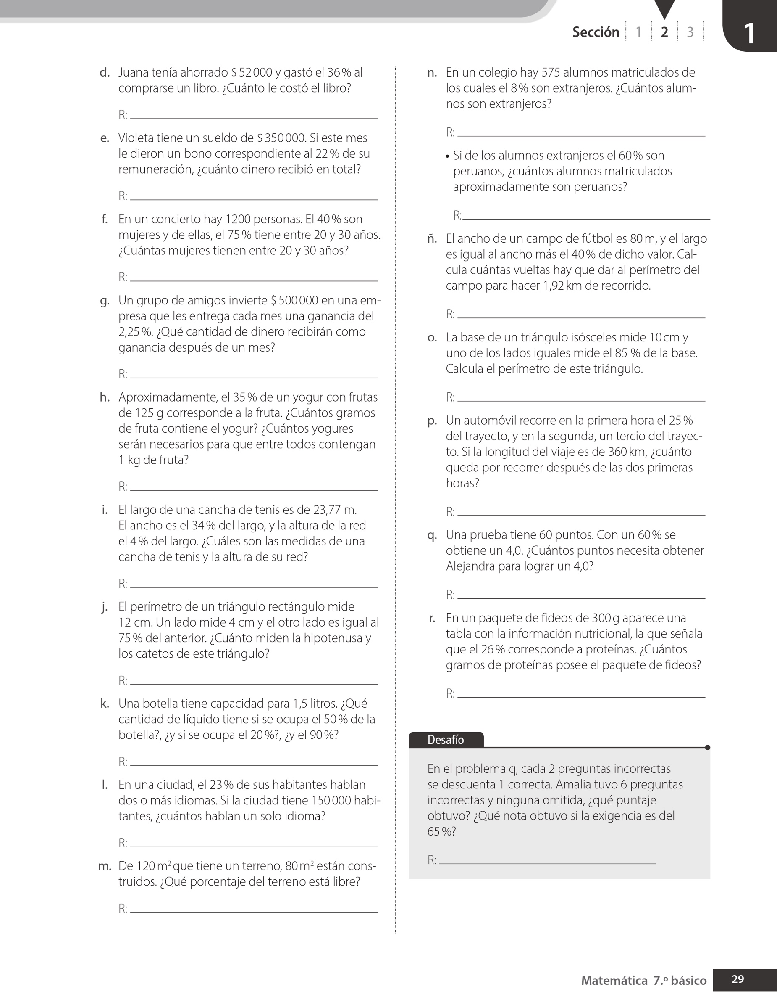 Sección 1 2 3
1
d. Juana tenía ahorrado $ 52 000 y gastó el 36 % al
comprarse un libro. ¿Cuánto le costó el libro?
R:
e. Violeta tiene un sueldo de $ 350 000. Si este mes
le dieron un bono correspondiente al 22 % de su
remuneración, ¿cuánto dinero recibió en total?
R:
f. En un concierto hay 1200 personas. El 40 % son
mujeres y de ellas, el 75 % tiene entre 20 y 30 años.
¿Cuántas mujeres tienen entre 20 y 30 años?
R:
g. Un grupo de amigos invierte $ 500 000 en una em-
presa que les entrega cada mes una ganancia del
2,25 %. ¿Qué cantidad de dinero recibirán como
ganancia después de un mes?
R:
h. Aproximadamente, el 35 % de un yogur con frutas
de 125 g corresponde a la fruta. ¿Cuántos gramos
de fruta contiene el yogur? ¿Cuántos yogures
serán necesarios para que entre todos contengan
1 kg de fruta?
R:
i. El largo de una cancha de tenis es de 23,77 m.
El ancho es el 34 % del largo, y la altura de la red
el 4 % del largo. ¿Cuáles son las medidas de una
cancha de tenis y la altura de su red?
R:
j. El perímetro de un triángulo rectángulo mide
12 cm. Un lado mide 4 cm y el otro lado es igual al
75 % del anterior. ¿Cuánto miden la hipotenusa y
los catetos de este triángulo?
R:
k. Una botella tiene capacidad para 1,5 litros. ¿Qué
cantidad de líquido tiene si se ocupa el 50 % de la
botella?, ¿y si se ocupa el 20 %?, ¿y el 90 %?
R:
l. En una ciudad, el 23 % de sus habitantes hablan
dos o más idiomas. Si la ciudad tiene 150 000 habi-
tantes, ¿cuántos hablan un solo idioma?
R:
m. De 120 m² que tiene un terreno, 80 m² están cons-
truidos. ¿Qué porcentaje del terreno está libre?
R:
n. En un colegio hay 575 alumnos matriculados de
los cuales el 8 % son extranjeros. ¿Cuántos alum-
nos son extranjeros?
R:
• Si de los alumnos extranjeros el 60 % son
peruanos, ¿cuántos alumnos matriculados
aproximadamente son peruanos?
R:
ñ. El ancho de un campo de fútbol es 80 m, y el largo
es igual al ancho más el 40 % de dicho valor. Cal-
cula cuántas vueltas hay que dar al perímetro del
campo para hacer 1,92 km de recorrido.
R:
o. La base de un triángulo isósceles mide 10 cm y
uno de los lados iguales mide el 85 % de la base.
Calcula el perímetro de este triángulo.
R:
p. Un automóvil recorre en la primera hora el 25 %
del trayecto, y en la segunda, un tercio del trayec-
to. Si la longitud del viaje es de 360 km, ¿cuánto
queda por recorrer después de las dos primeras
horas?
R:
q. Una prueba tiene 60 puntos. Con un 60 % se
obtiene un 4,0. ¿Cuántos puntos necesita obtener
Alejandra para lograr un 4,0?
R:
r. En un paquete de fideos de 300 g aparece una
tabla con la información nutricional, la que señala
que el 26 % corresponde a proteínas. ¿Cuántos
gramos de proteínas posee el paquete de fideos?
R:
Desafío
En el problema q, cada 2 preguntas incorrectas
se descuenta 1 correcta. Amalia tuvo 6 preguntas
incorrectas y ninguna omitida, ¿qué puntaje
obtuvo? ¿Qué nota obtuvo si la exigencia es del
65 %?
R:
Matemática 7.º básico 29